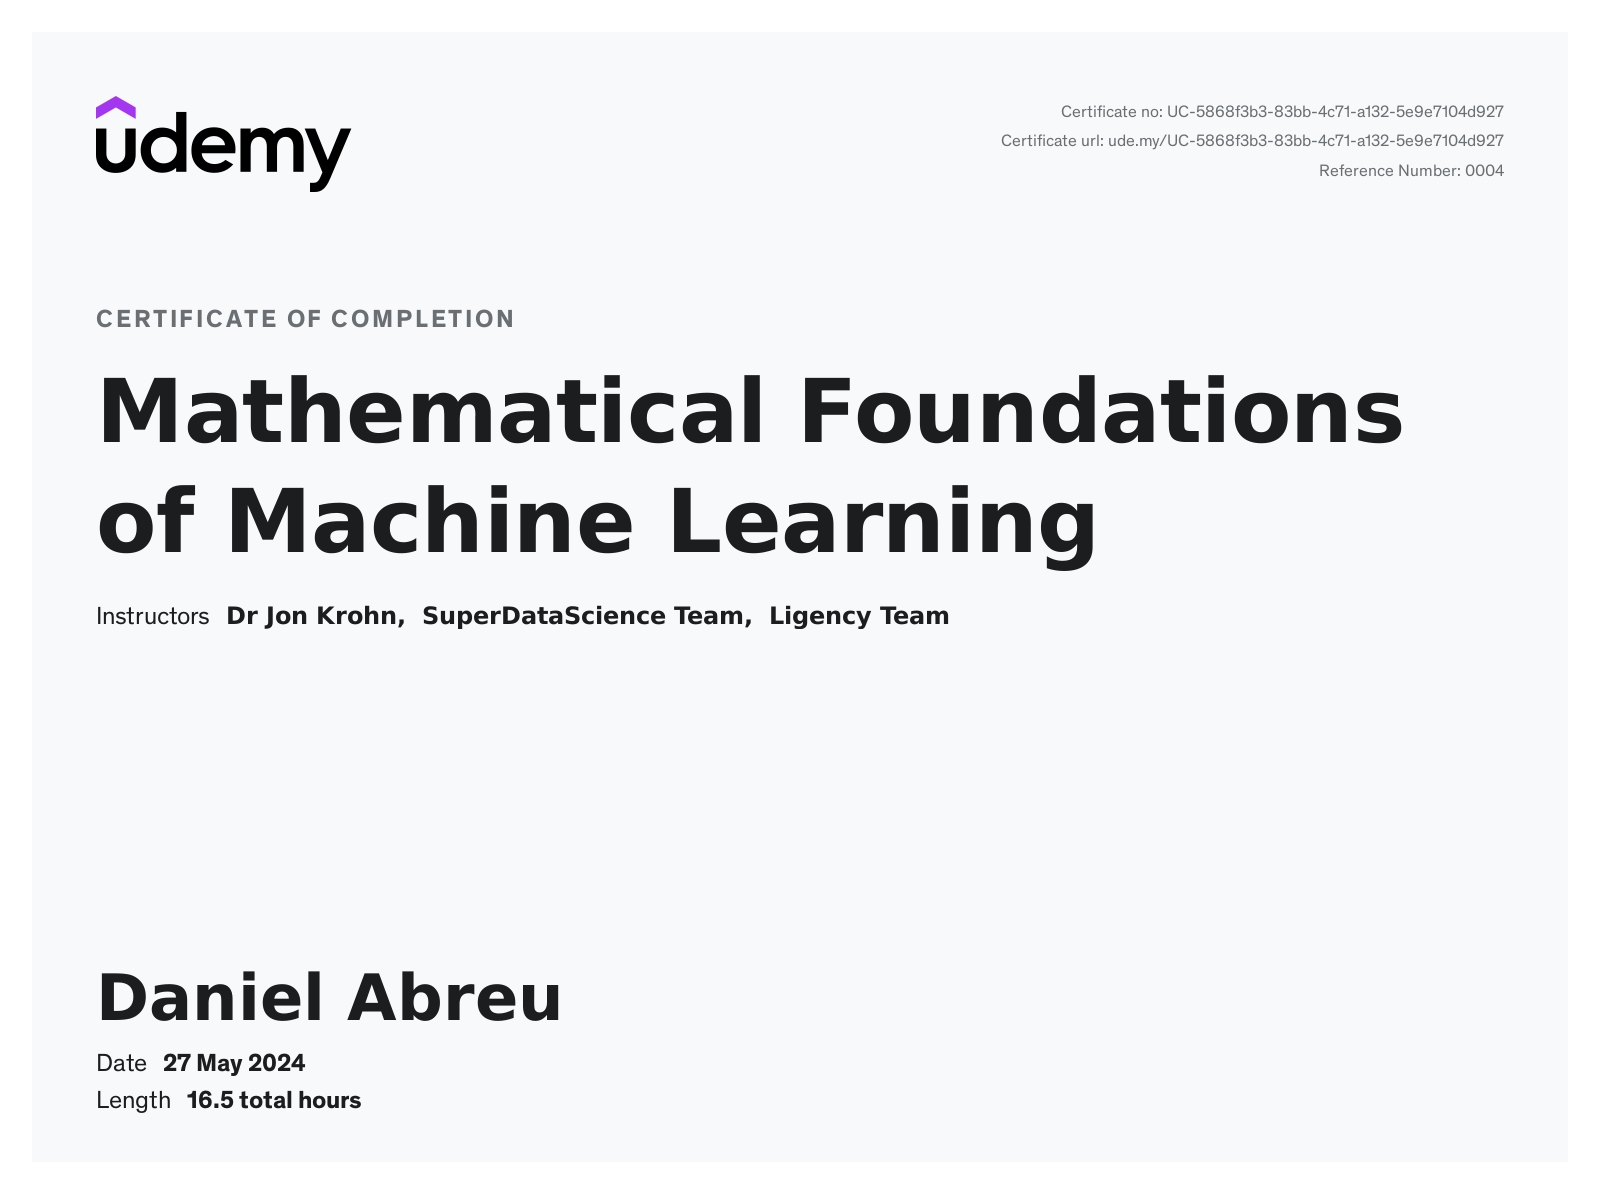 udemy
Certificate no: UC-5868f3b3-83bb-4c71-a132-5e9e7104d927
Certificate url: ude.my/UC-5868f3b3-83bb-4c71-a132-5e9e7104d927
Reference Number: 0004
CERTIFICATE OF COMPLETION
Mathematical Foundations
of Machine Learning
Instructors Dr Jon Krohn, SuperDataScience Team, Ligency Team
Daniel Abreu
Date 27 May 2024
Length 16.5 total hours